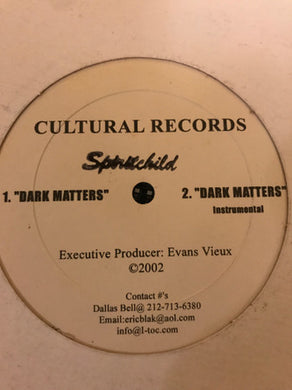 CULTURAL RECORDS
Spiritchild
1. "DARK MATTERS" 2. "DARK MATTERS"
Instrumental
Executive Producer: Evans Vieux
©2002
Contact #'s
Dallas Bell@ 212-713-6380
Email:ericblak@aol.com
info@l-toc.com